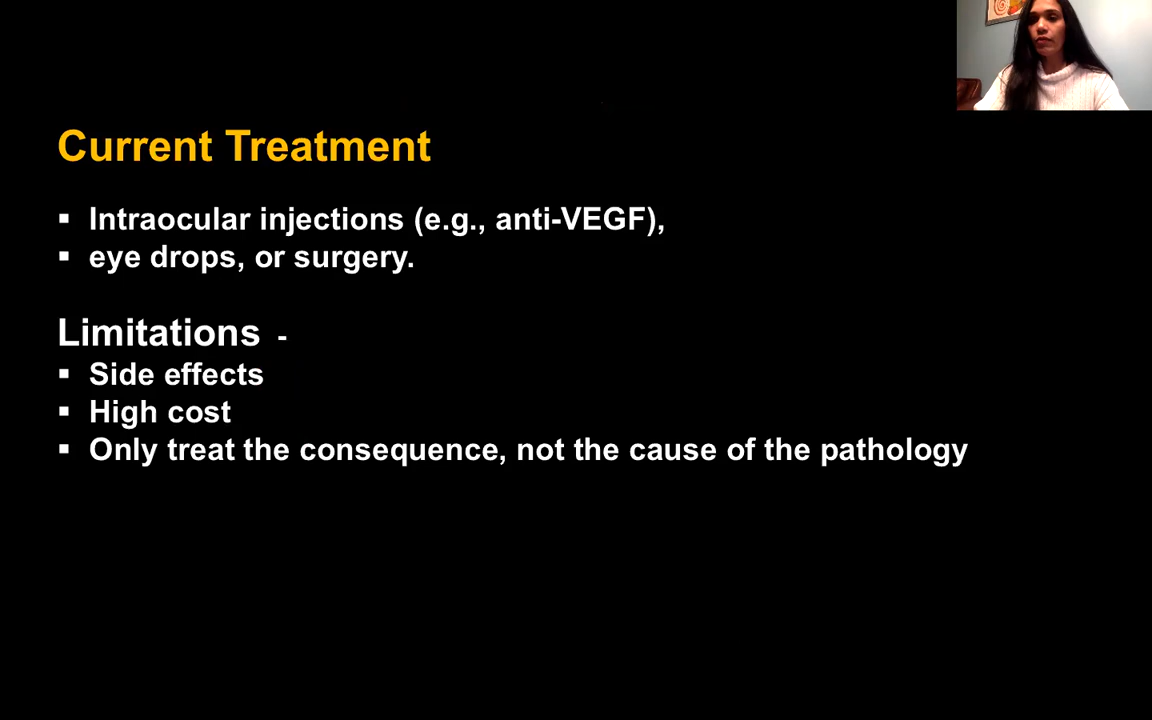 Current Treatment
▪ Intraocular injections (e.g., anti-VEGF),
▪ eye drops, or surgery.
Limitations -
▪ Side effects
▪ High cost
▪ Only treat the consequence, not the cause of the pathology